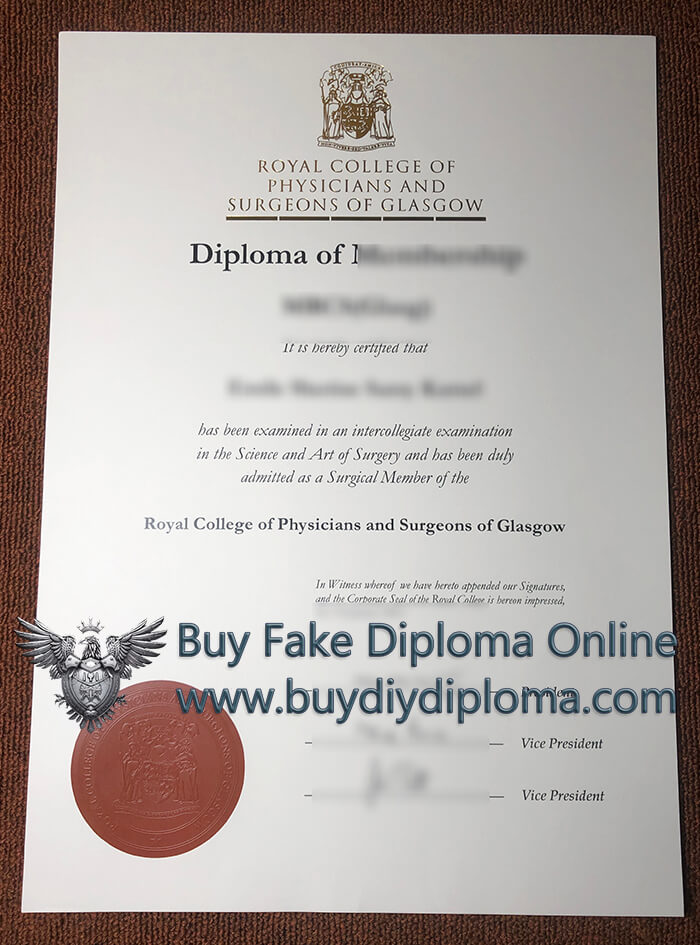 ROYAL COLLEGE OF
PHYSICIANS AND
SURGEONS OF GLASGOW
Diploma of
It is hereby certified that
has been examined in an intercollegiate examination
in the Science and Art of Surgery and has been duly
admitted as a Surgical Member of the
Royal College of Physicians and Surgeons of Glasgow
In Witness whereof we have hereto appended our Signatures,
and the Corporate Seal of the Royal College is hereon impressed,
Buy Fake Diploma Online
www.buydiydiploma.com
President
Vice President
Vice President